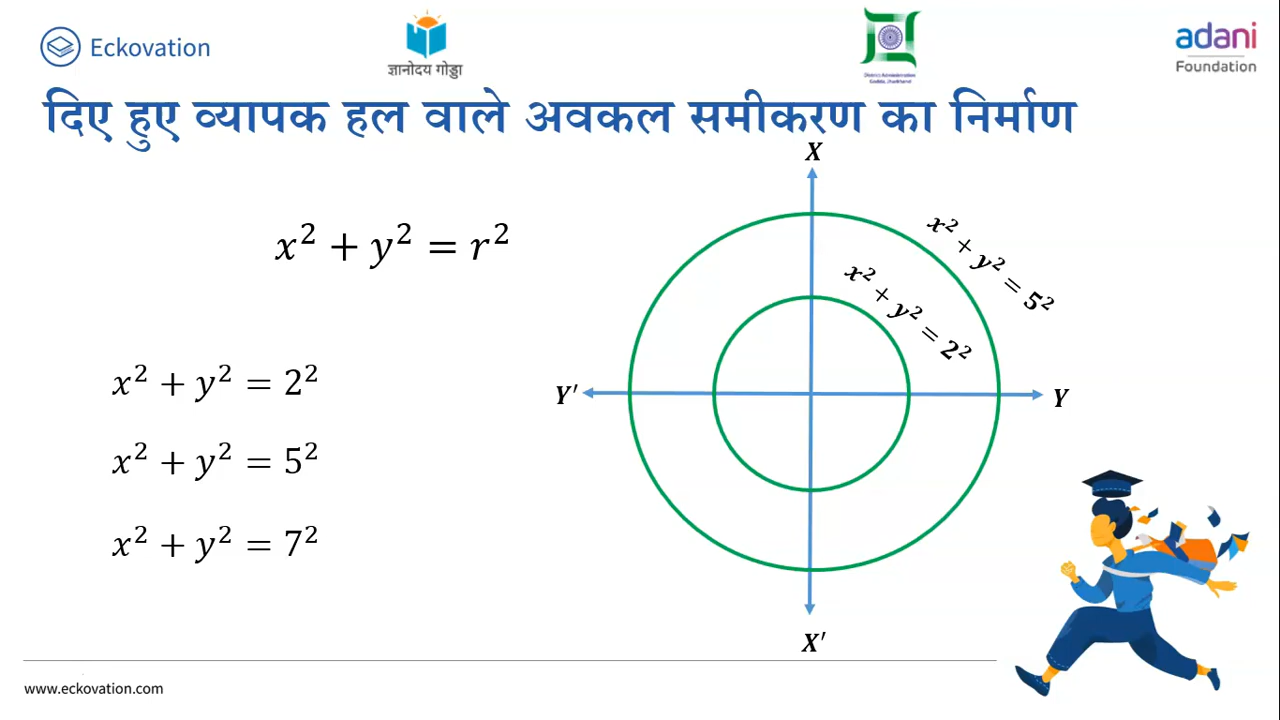 Eckovation
ज्ञानोदय गोड्डा
adani
Foundation
दिए हुए व्यापक हल वाले अवकल समीकरण का निर्माण
x² + y² = r²
x² + y² = 2²
x² + y² = 5²
x² + y² = 7²
X
x² + y² = 5²
x² + y² = 2²
Y′
Y
X′
www.eckovation.com